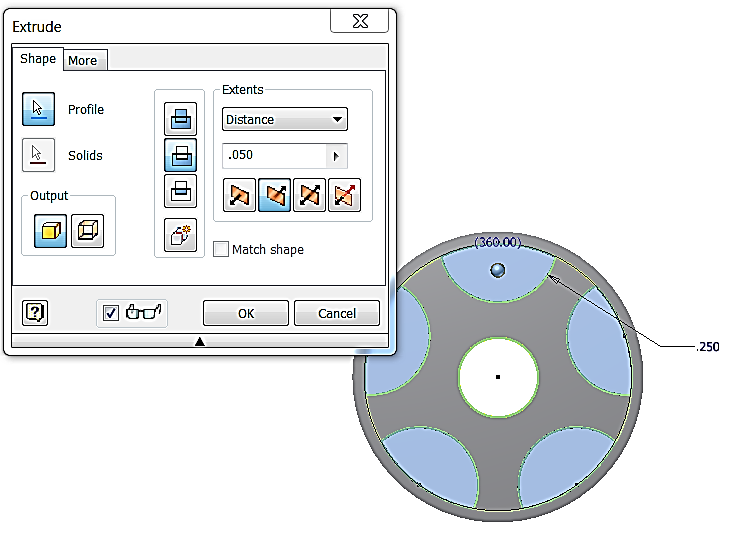 Extrude
Shape
More
Profile
Solids
Output
Extents
Distance
.050
Match shape
OK
Cancel
(360.00)
.250